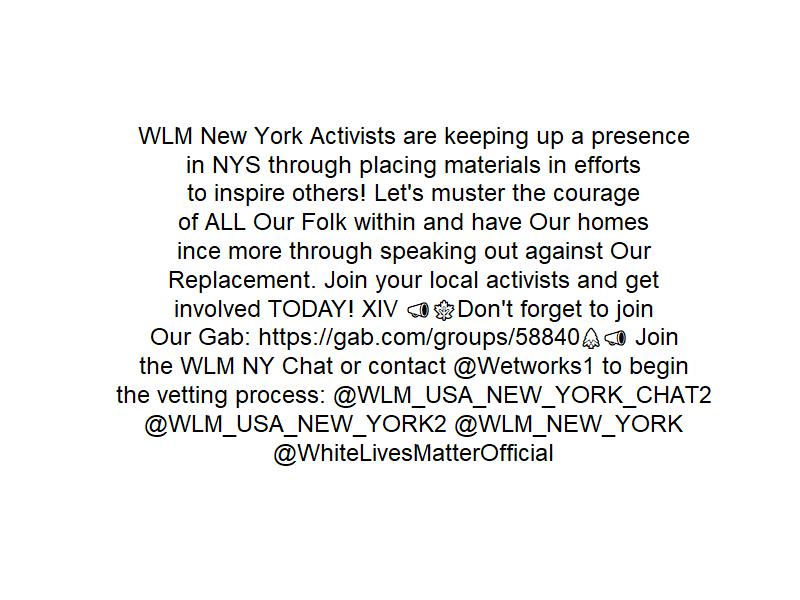 WLM New York Activists are keeping up a presence
in NYS through placing materials in efforts
to inspire others! Let's muster the courage
of ALL Our Folk within and have Our homes
ince more through speaking out against Our
Replacement. Join your local activists and get
involved TODAY! XIV 📣🍁Don't forget to join
Our Gab: https://gab.com/groups/58840🌲📣 Join
the WLM NY Chat or contact @Wetworks1 to begin
the vetting process: @WLM_USA_NEW_YORK_CHAT2
@WLM_USA_NEW_YORK2 @WLM_NEW_YORK
@WhiteLivesMatterOfficial